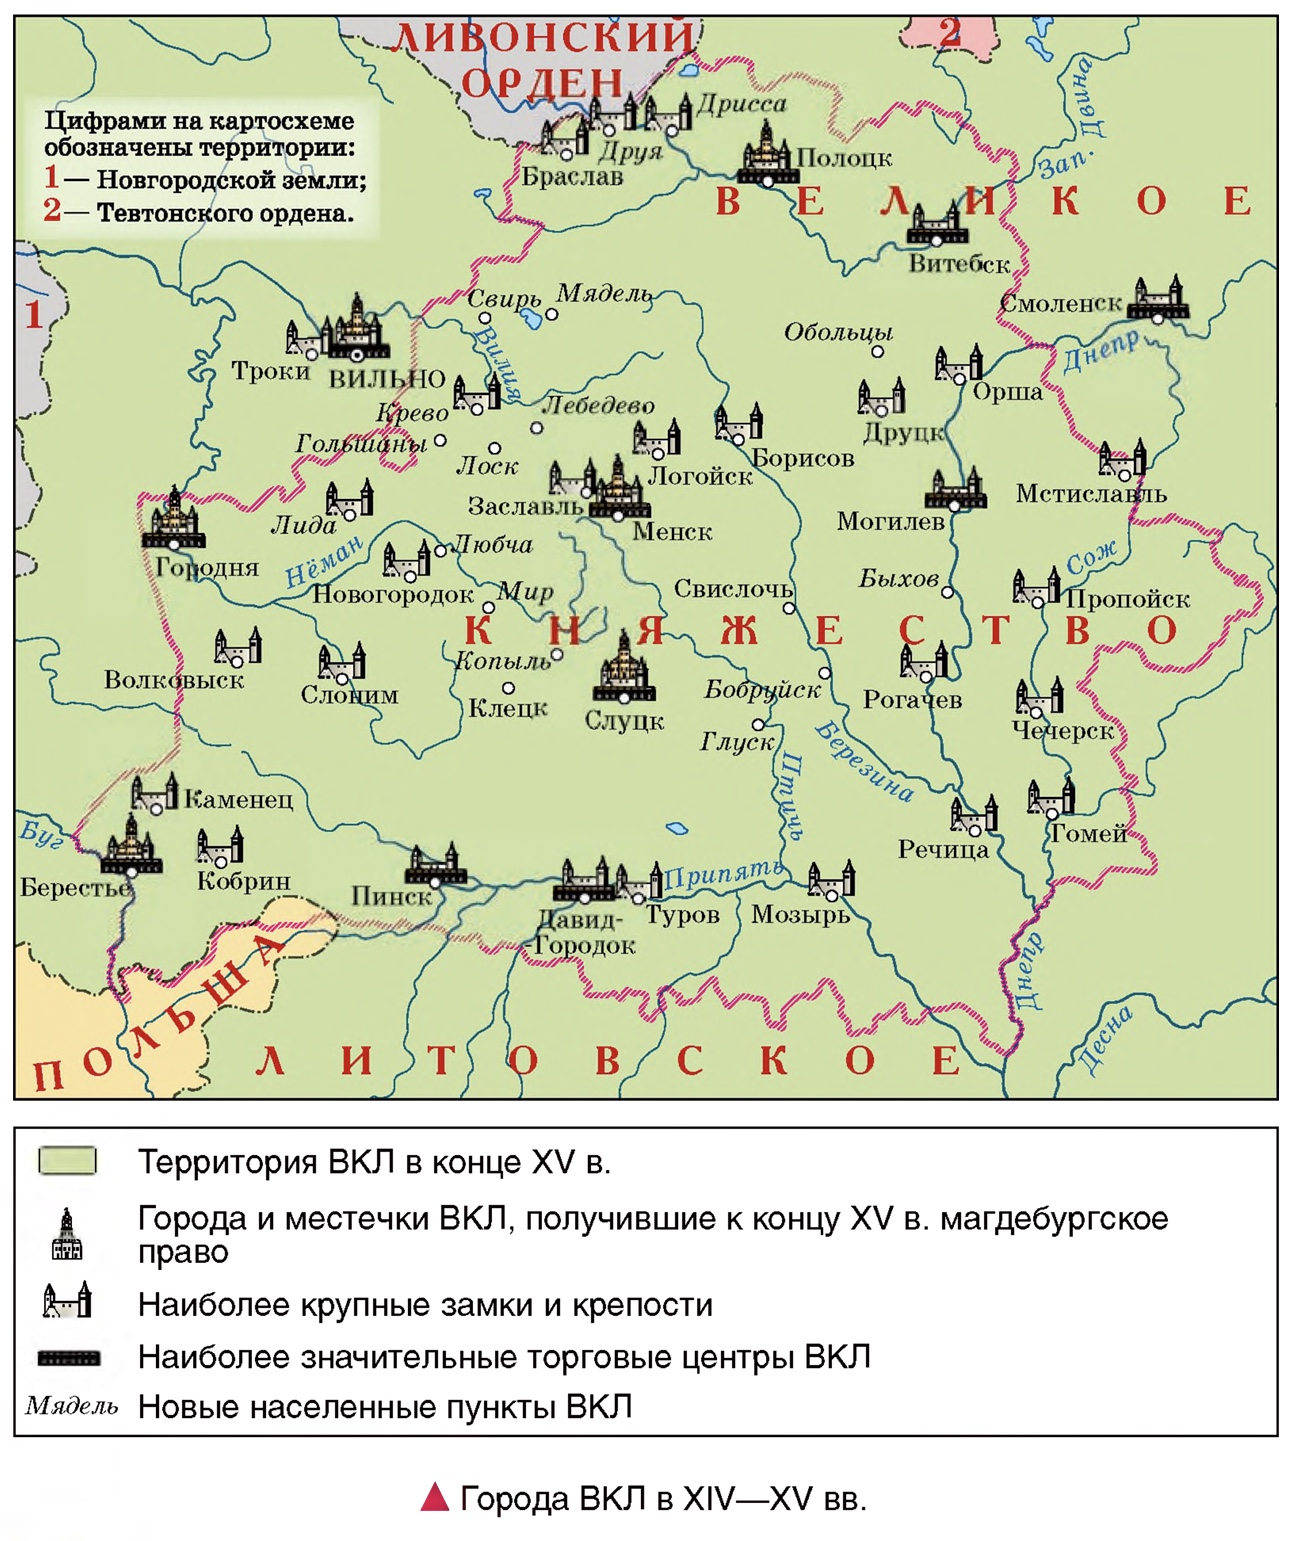 ЛИВОНСКИЙ
ОРДЕН
2
Цифрами на картосхеме
обозначены территории:
1 — Новгородской земли;
2 — Тевтонского ордена.
Дрисса
Друя
Браслав
Полоцк
Зап. Двина
ВЕЛИКОЕ
Витебск
1
Свирь
Мядель
Смоленск
Обольцы
Днепр
Троки
ВИЛЬНО
Вилия
Орша
Крево
Лебедево
Друцк
Гольшаны
Лоск
Логойск
Борисов
Заславль
Мстиславль
Лида
Менск
Могилев
Городня
Нёман
Любча
Сож
Новогородок
Мир
Свислочь
Быхов
Пропойск
КНЯЖЕСТВО
Волковыск
Слоним
Копыль
Клецк
Слуцк
Бобруйск
Рогачев
Глуск
Чечерск
Птичь
Березина
Каменец
Буг
Гомей
Речица
Берестье
Кобрин
Пинск
Припять
Давид-
-Городок
Туров
Мозырь
Днепр
Десна
ПОЛЬША
ЛИТОВСКОЕ
Территория ВКЛ в конце XV в.
Города и местечки ВКЛ, получившие к концу XV в. магдебургское
право
Наиболее крупные замки и крепости
Наиболее значительные торговые центры ВКЛ
Мядель Новые населенные пункты ВКЛ
Города ВКЛ в XIV—XV вв.